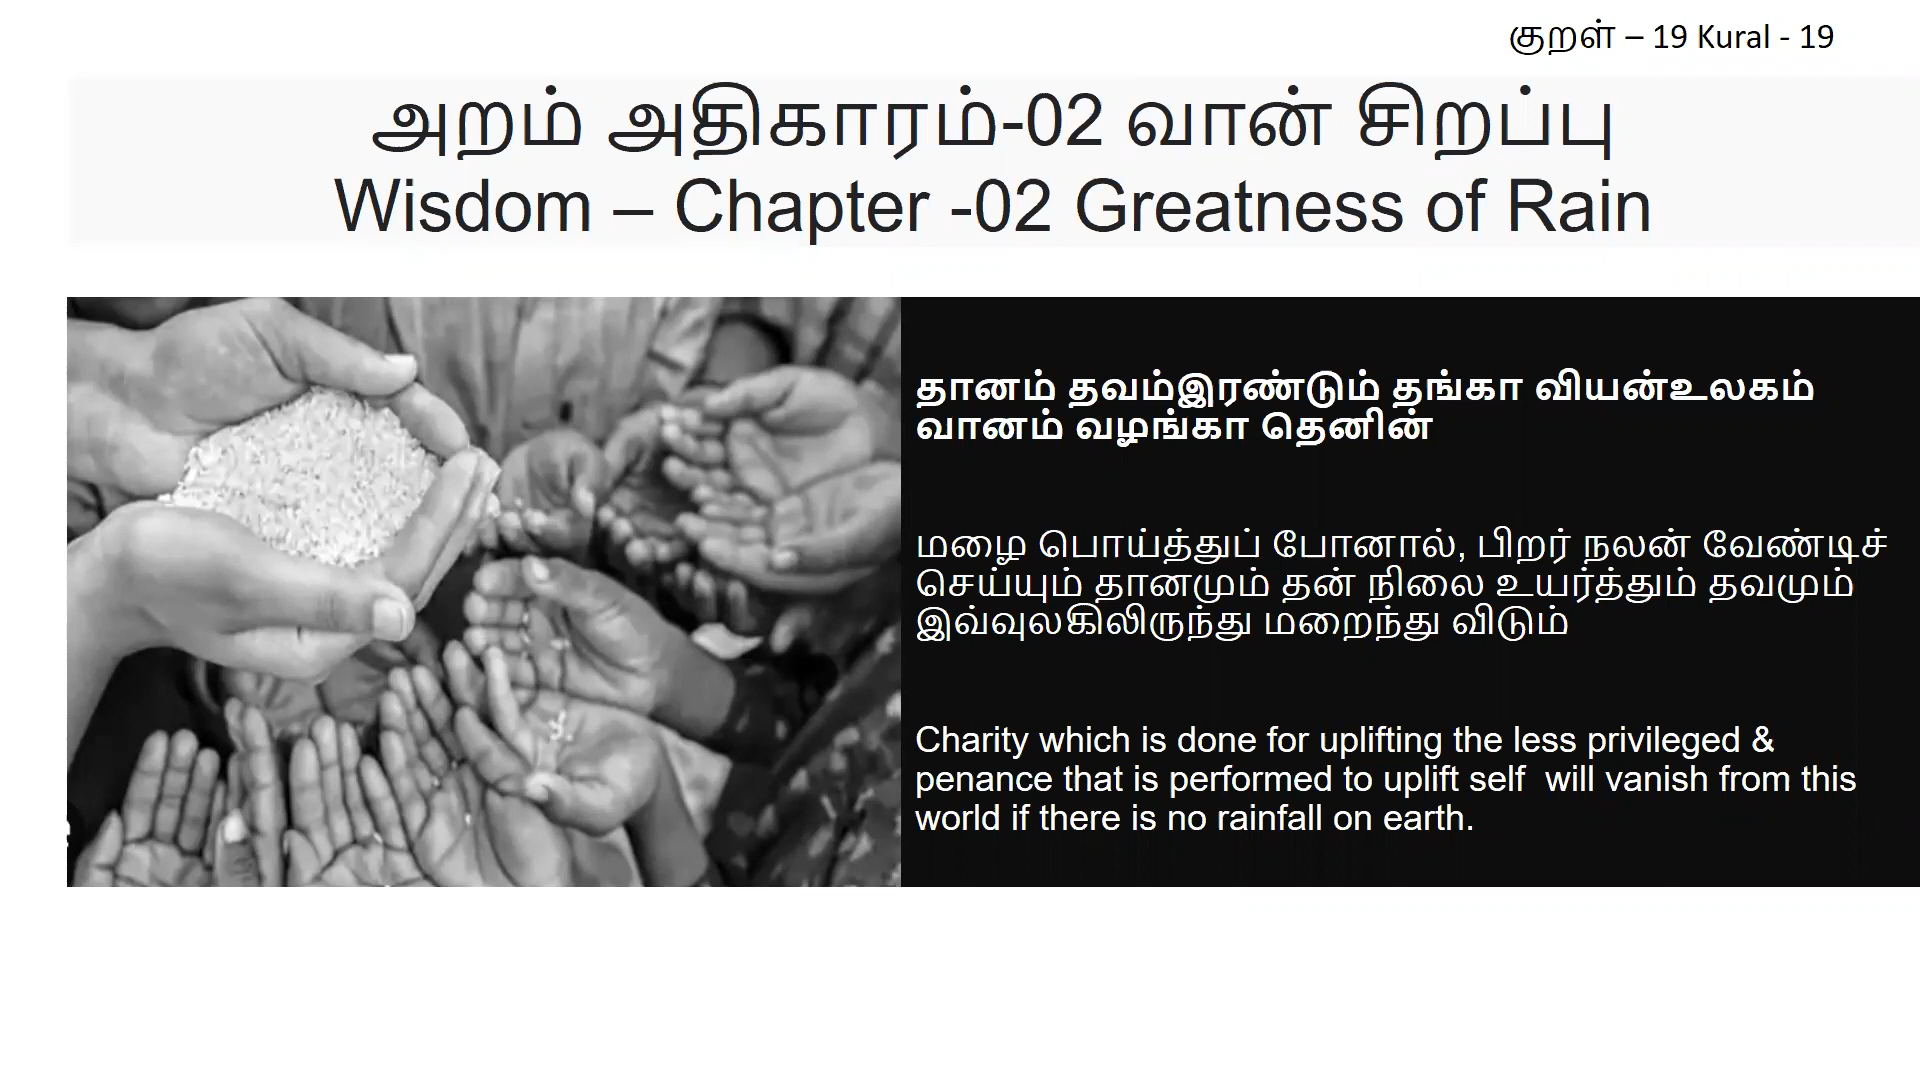 குறள் – 19 Kural - 19
அறம் அதிகாரம்-02 வான் சிறப்பு
Wisdom – Chapter -02 Greatness of Rain
தானம் தவம்இரண்டும் தங்கா வியன்உலகம்
வானம் வழங்கா தெனின்
மழை பொய்த்துப் போனால், பிறர் நலன் வேண்டிச்
செய்யும் தானமும் தன் நிலை உயர்த்தும் தவமும்
இவ்வுலகிலிருந்து மறைந்து விடும்
Charity which is done for uplifting the less privileged &
penance that is performed to uplift self  will vanish from this
world if there is no rainfall on earth.